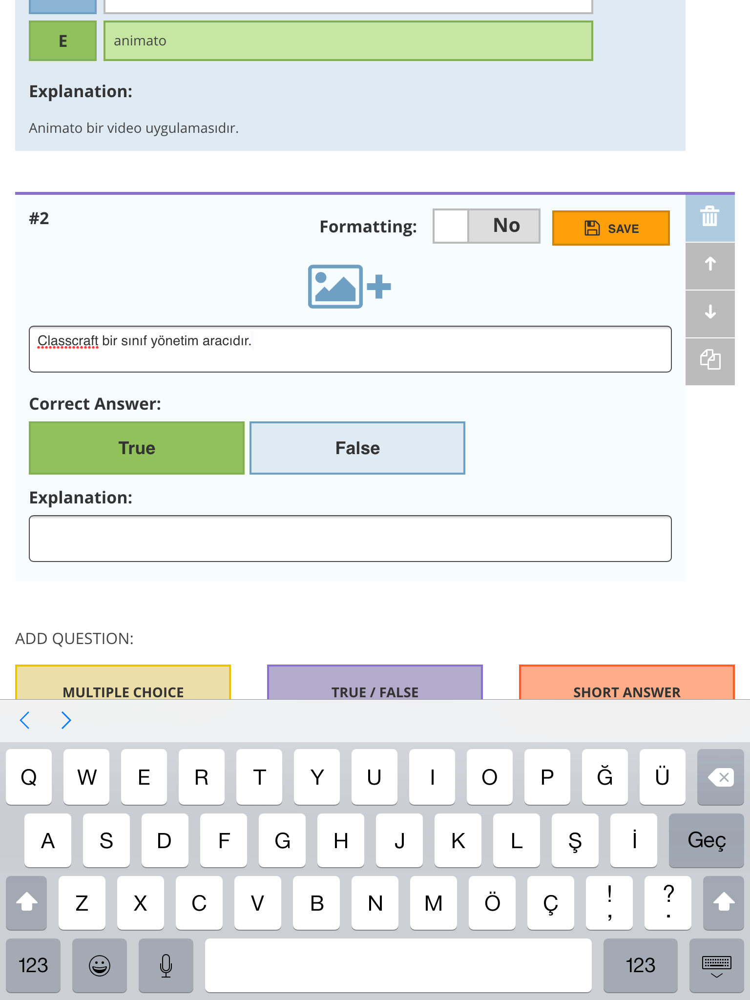 E
animato
Explanation:
Animato bir video uygulamasıdır.
#2
Formatting:
No
SAVE
Classcraft bir sınıf yönetim aracıdır.
Correct Answer:
True
False
Explanation:
ADD QUESTION:
MULTIPLE CHOICE
TRUE / FALSE
SHORT ANSWER
Q W E R T Y U I O P Ğ Ü
A S D F G H J K L Ş İ Geç
Z X C V B N M Ö Ç ! , ? .
123 123